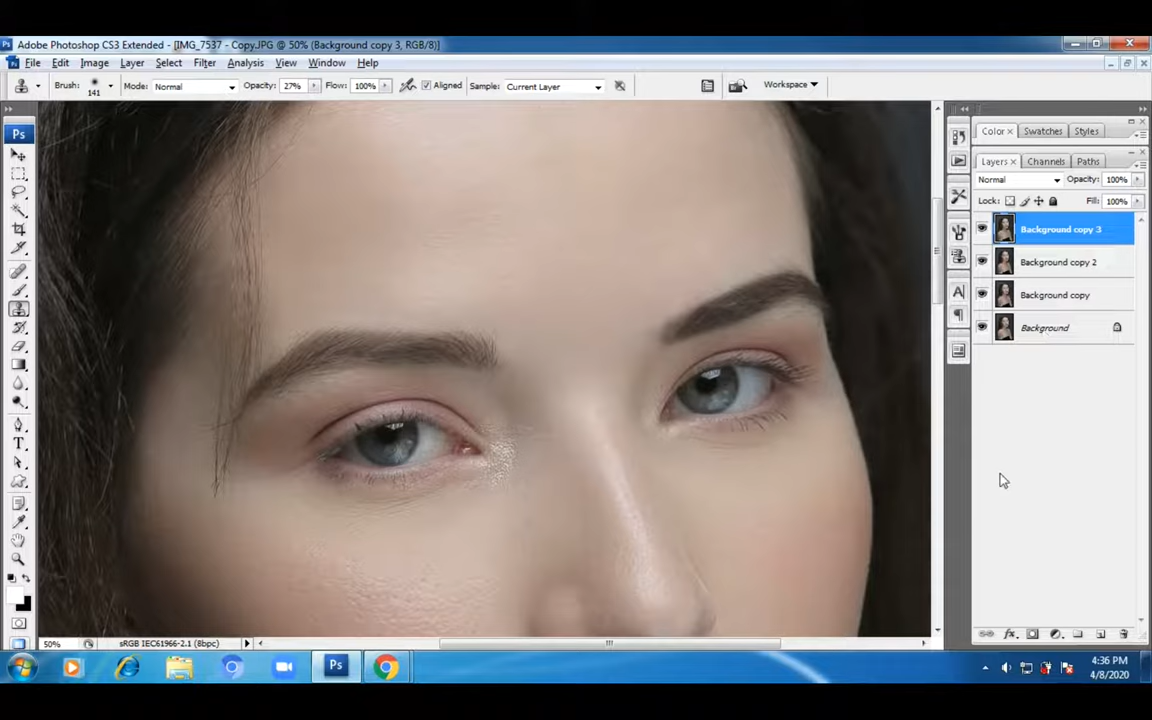 Adobe Photoshop CS3 Extended - [IMG_7537 - Copy.JPG @ 50% (Background copy 3, RGB/8)]
File Edit Image Layer Select Filter Analysis View Window Help
Brush: 141 Mode: Normal Opacity: 27% Flow: 100% Aligned Sample: Current Layer Workspace
Ps
Color x Swatches Styles
Layers x Channels Paths
Normal Opacity: 100%
Lock: Fill: 100%
Background copy 3
Background copy 2
Background copy
Background
T
A
fx
50% sRGB IEC61966-2.1 (8bpc)
Ps
4:36 PM
4/8/2020